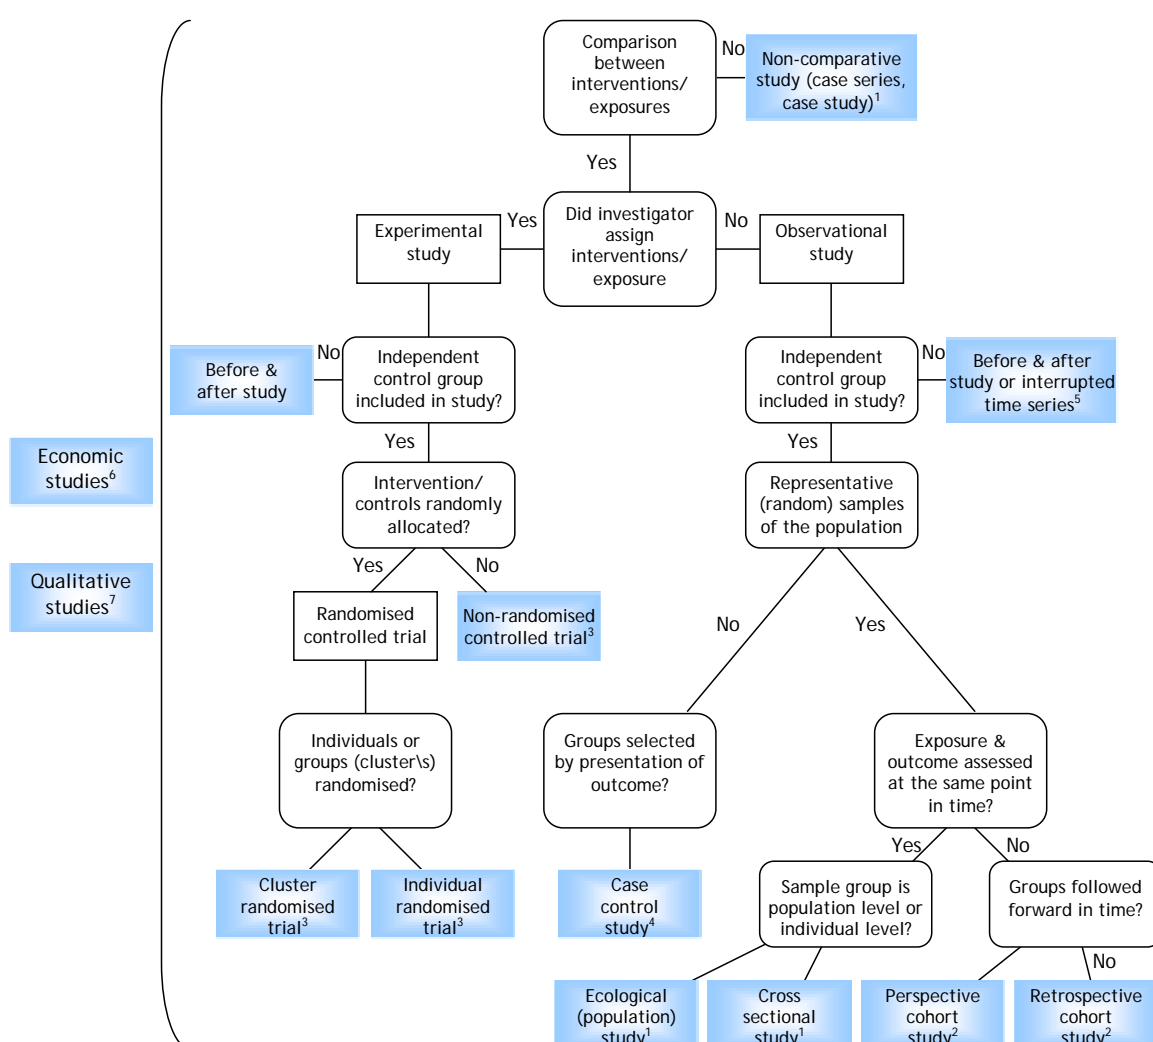 Comparison
between
interventions/
exposures
No
Non-comparative
study (case series,
case study)1
Yes
Did investigator
assign
interventions/
exposure
Yes
Experimental
study
No
Observational
study
Independent
control group
included in study?
No
Before &
after study
Independent
control group
included in study?
No
Before & after
study or interrupted
time series5
Yes
Yes
Economic
studies6
Intervention/
controls randomly
allocated?
Representative
(random) samples
of the population
Qualitative
studies7
Yes
No
Randomised
controlled trial
Non-randomised
controlled trial3
No
Yes
Individuals or
groups (cluster\s)
randomised?
Groups selected
by presentation of
outcome?
Exposure &
outcome assessed
at the same point
in time?
Yes
No
Cluster
randomised
trial3
Individual
randomised
trial3
Case
control
study4
Sample group is
population level or
individual level?
Groups followed
forward in time?
No
Ecological
(population)
study1
Cross
sectional
study1
Perspective
cohort
study2
Retrospective
cohort
study2